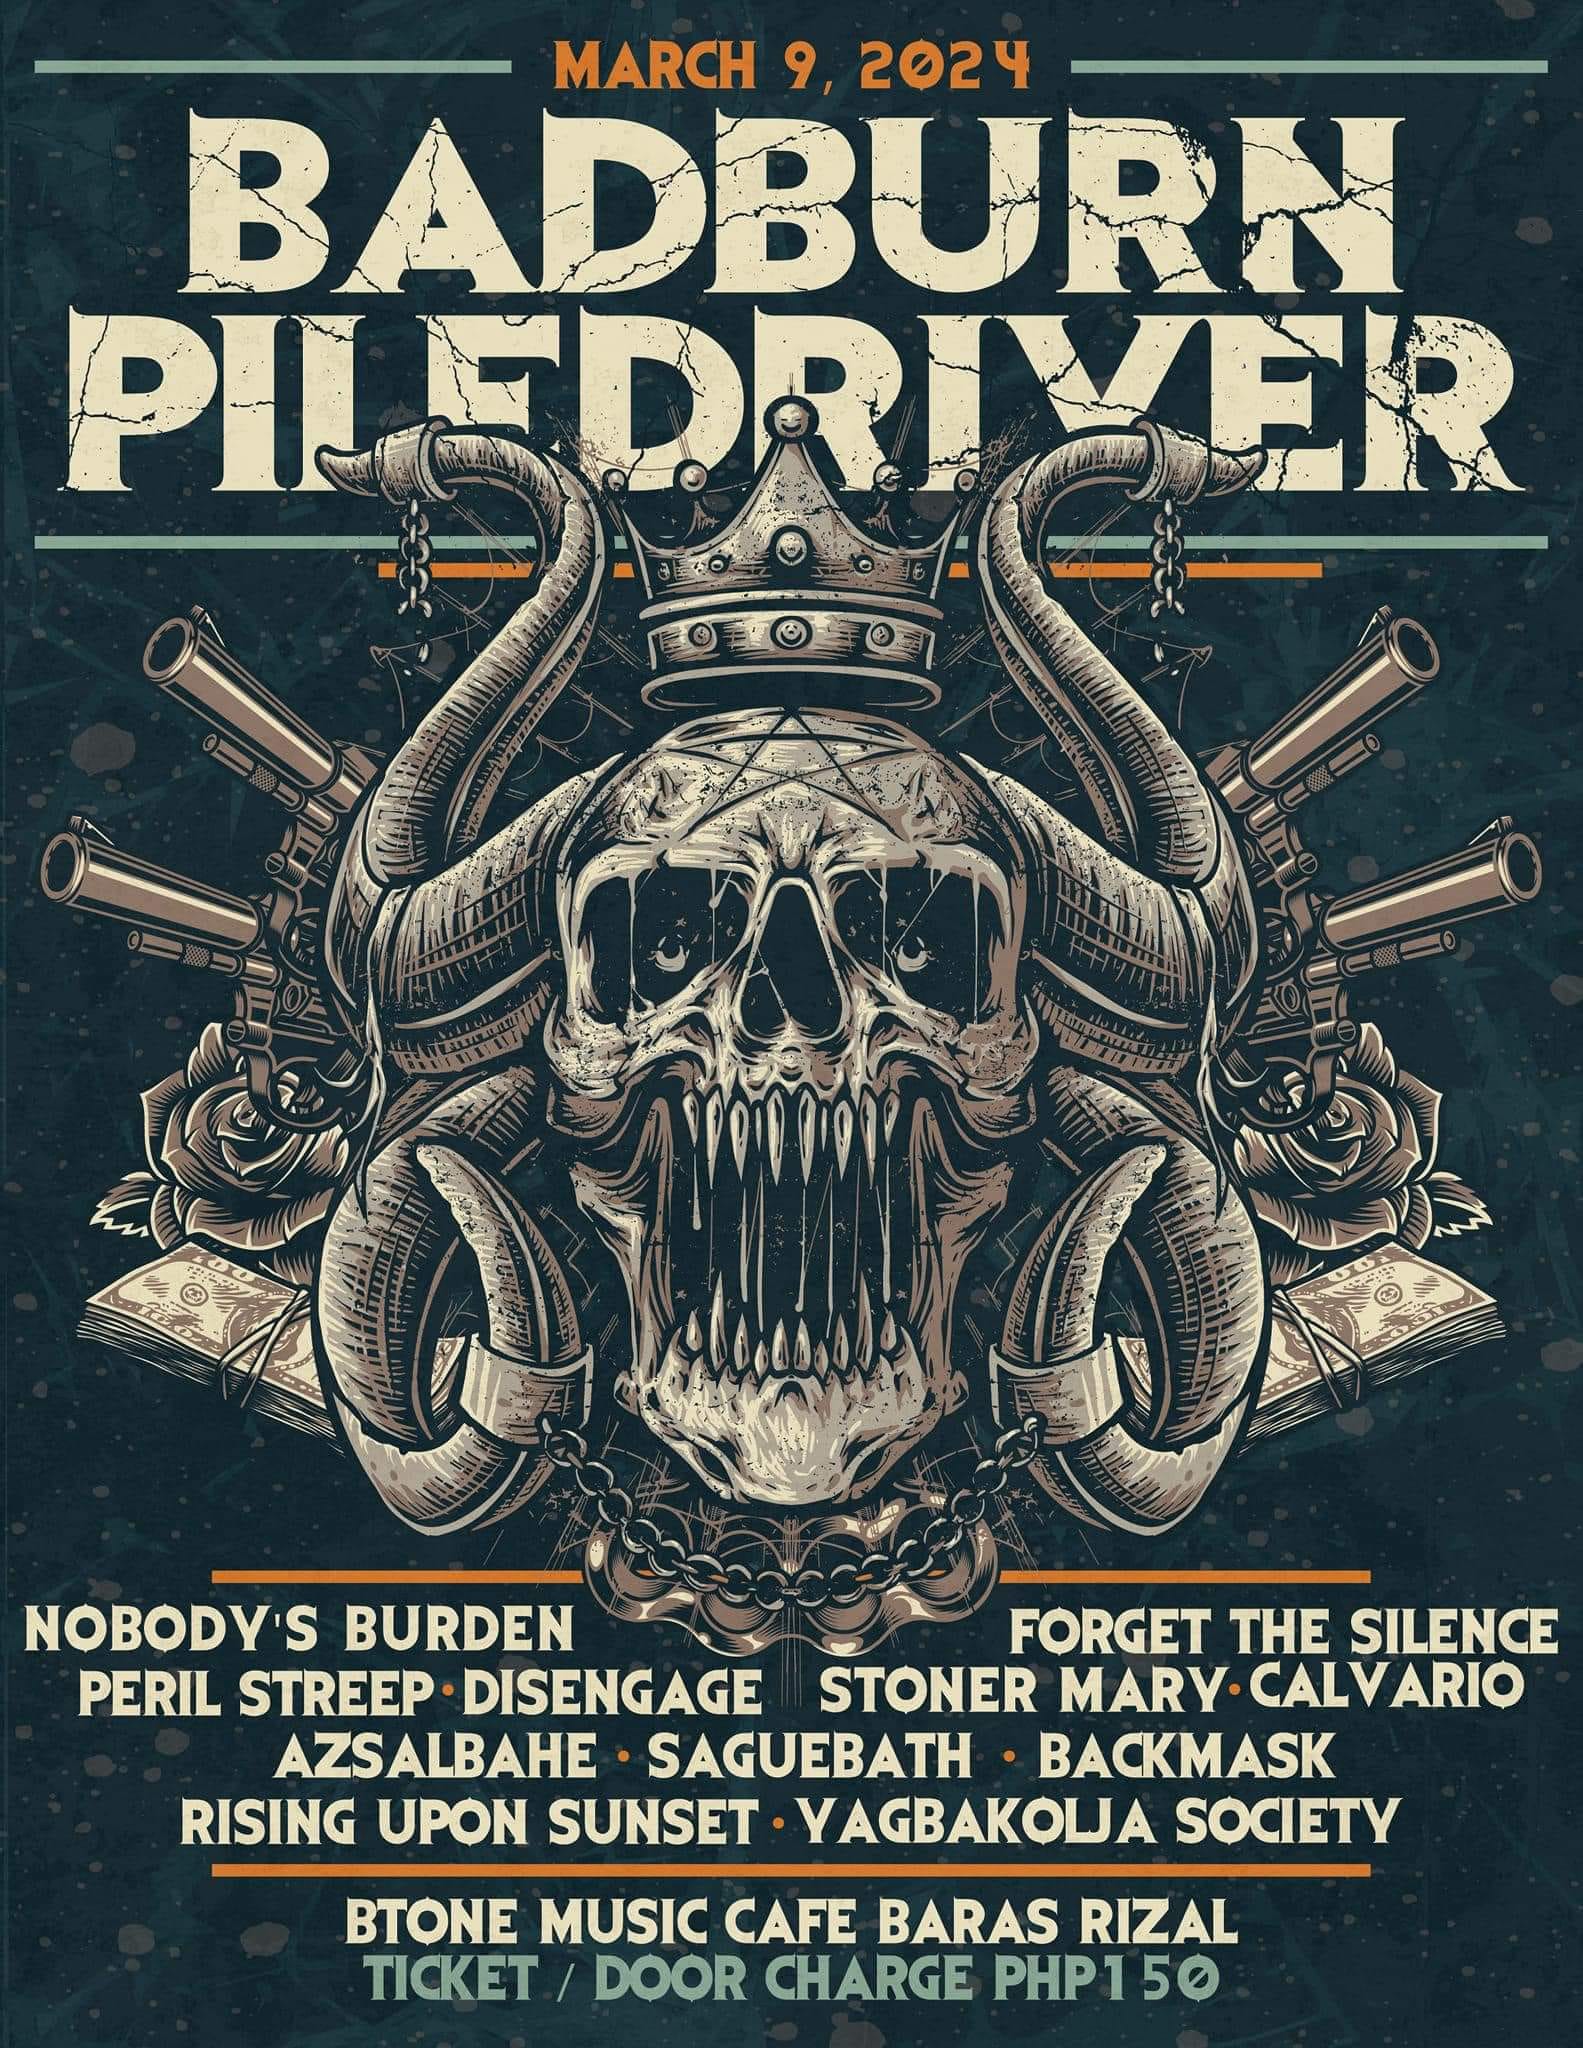 MARCH 9, 2024
BADBURN
PILEDRIVER
NOBODY'S BURDEN
FORGET THE SILENCE
PERIL STREEP • DISENGAGE
STONER MARY • CALVARIO
AZSALBAHE • SAGUEBATH • BACKMASK
RISING UPON SUNSET • YAGBAKOLJA SOCIETY
BTONE MUSIC CAFE BARAS RIZAL
TICKET / DOOR CHARGE PHP150